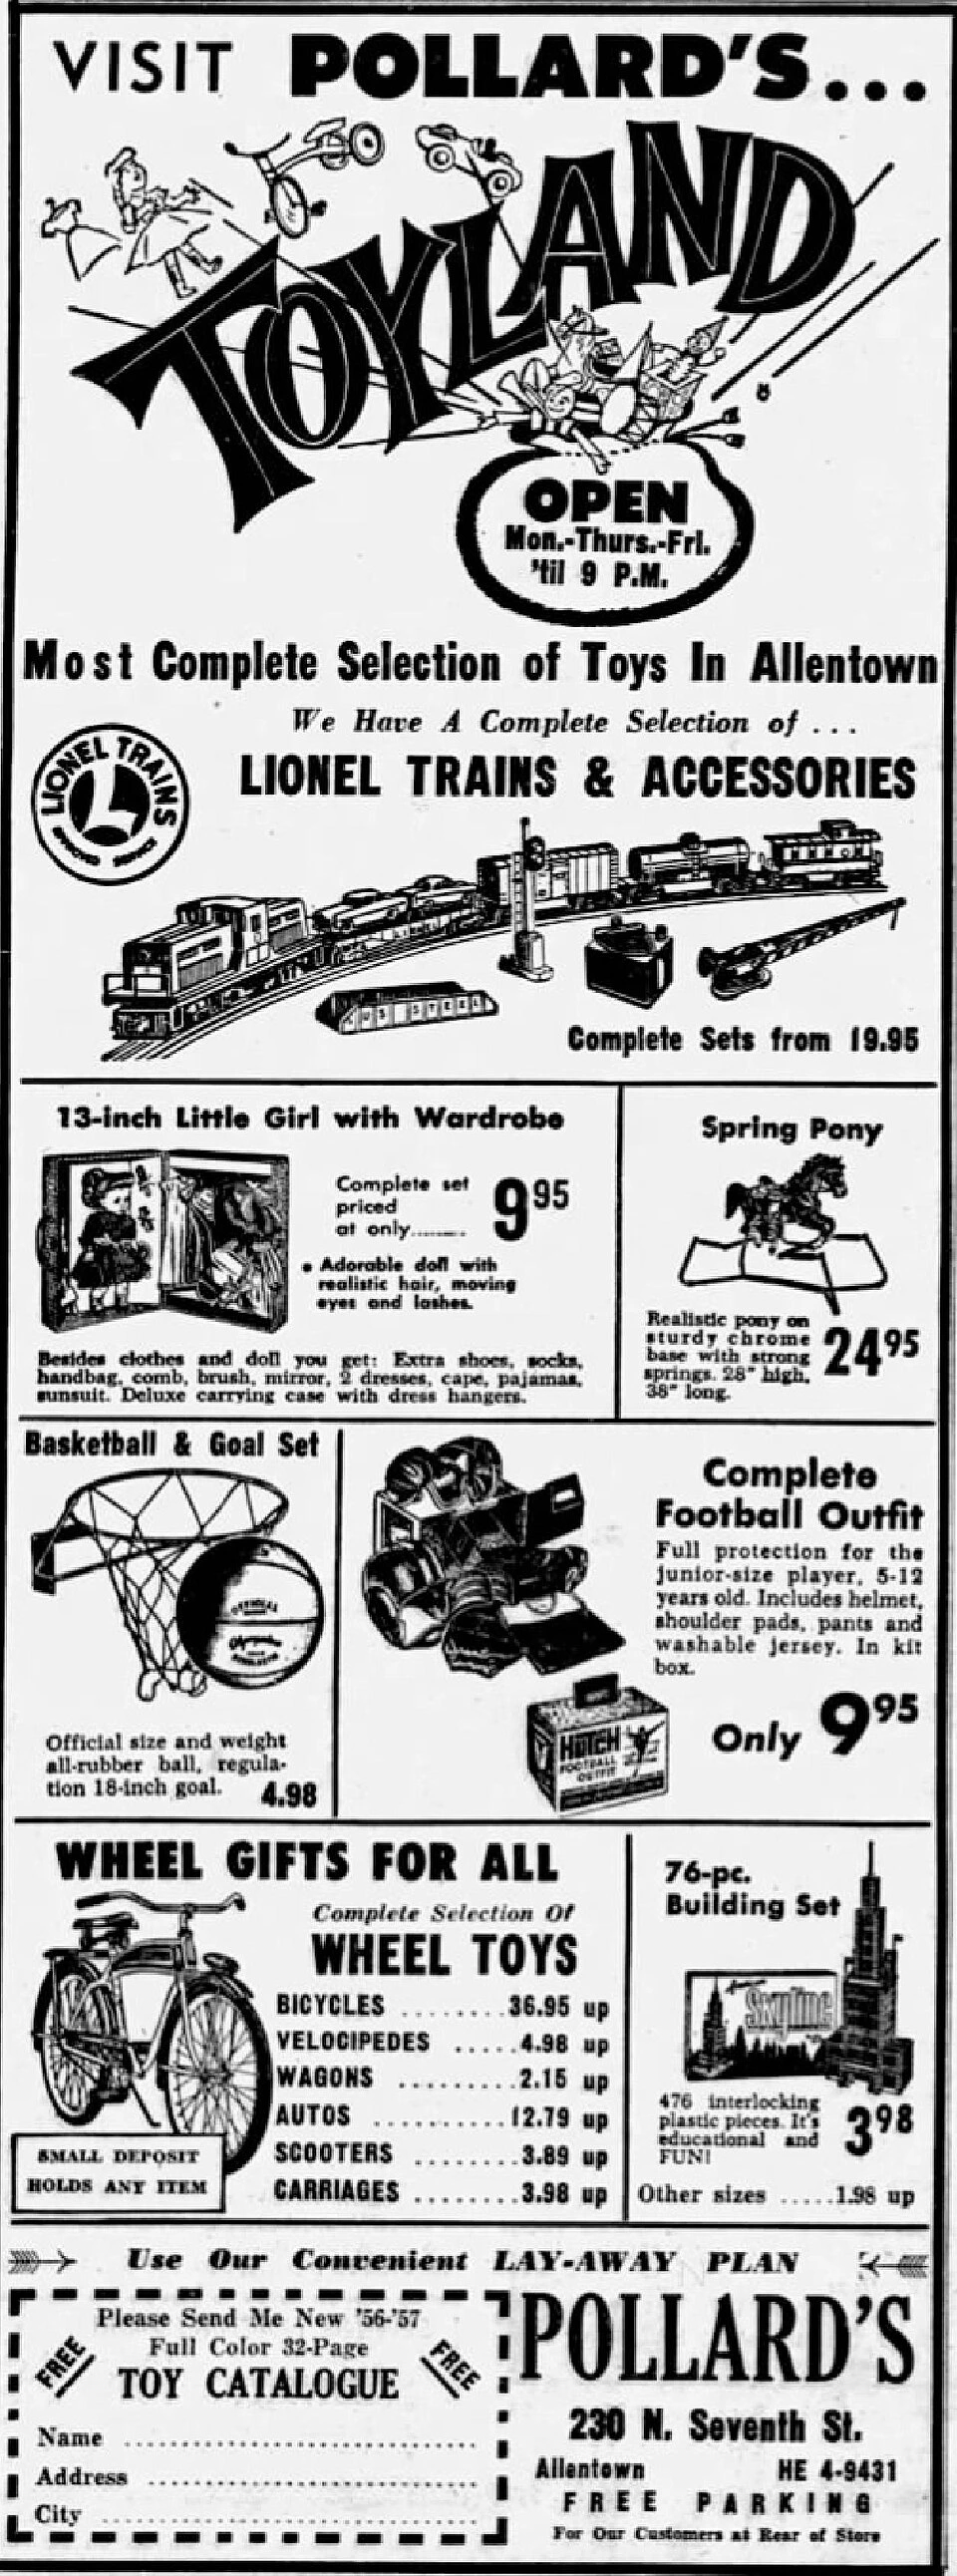 VISIT POLLARD'S...
TOYLAND
OPEN
Mon.-Thurs.-Fri.
'til 9 P.M.
Most Complete Selection of Toys In Allentown
We Have A Complete Selection of ...
LIONEL TRAINS
APPROVED SERVICE
LIONEL TRAINS & ACCESSORIES
U S STEEL
Complete Sets from 19.95
13-inch Little Girl with Wardrobe
Complete set
priced
at only........
9 95
• Adorable doll with
realistic hair, moving
eyes and lashes.
Besides clothes and doll you get: Extra shoes, socks,
handbag, comb, brush, mirror, 2 dresses, cape, pajamas,
sunsuit. Deluxe carrying case with dress hangers.
Spring Pony
Realistic pony on
sturdy chrome
base with strong
springs. 28" high,
38" long.
24 95
Basketball & Goal Set
OFFICIAL
Official size and weight
all-rubber ball, regula-
tion 18-inch goal. 4.98
Complete
Football Outfit
Full protection for the
junior-size player, 5-12
years old. Includes helmet,
shoulder pads, pants and
washable jersey. In kit
box.
Only 9 95
HUTCH
FOOTBALL
OUTFIT
WHEEL GIFTS FOR ALL
Complete Selection Of
WHEEL TOYS
BICYCLES ........36.95 up
VELOCIPEDES .....4.98 up
WAGONS .........2.15 up
AUTOS ..........12.79 up
SCOOTERS ........3.89 up
CARRIAGES ........3.98 up
SMALL DEPOSIT
HOLDS ANY ITEM
76-pc.
Building Set
Skyline
476 interlocking
plastic pieces. It's
educational and
FUN!
3 98
Other sizes .....1.98 up
Use Our Convenient LAY-AWAY PLAN
Please Send Me New '56-'57
Full Color 32-Page
FREE
TOY CATALOGUE
FREE
Name ................................
Address ..............................
City ..................................
POLLARD'S
230 N. Seventh St.
Allentown HE 4-9431
FREE PARKING
For Our Customers at Rear of Store